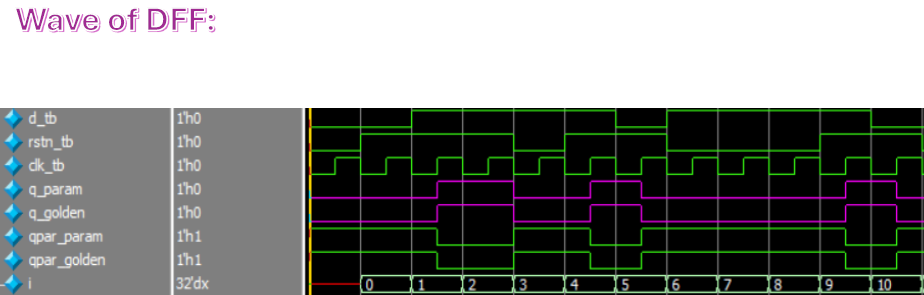 Wave of DFF:
d_tb 1'h0
rstn_tb 1'h0
clk_tb 1'h0
q_param 1'h0
q_golden 1'h0
qpar_param 1'h1
qpar_golden 1'h1
i 32'dx 0 1 2 3 4 5 6 7 8 9 10